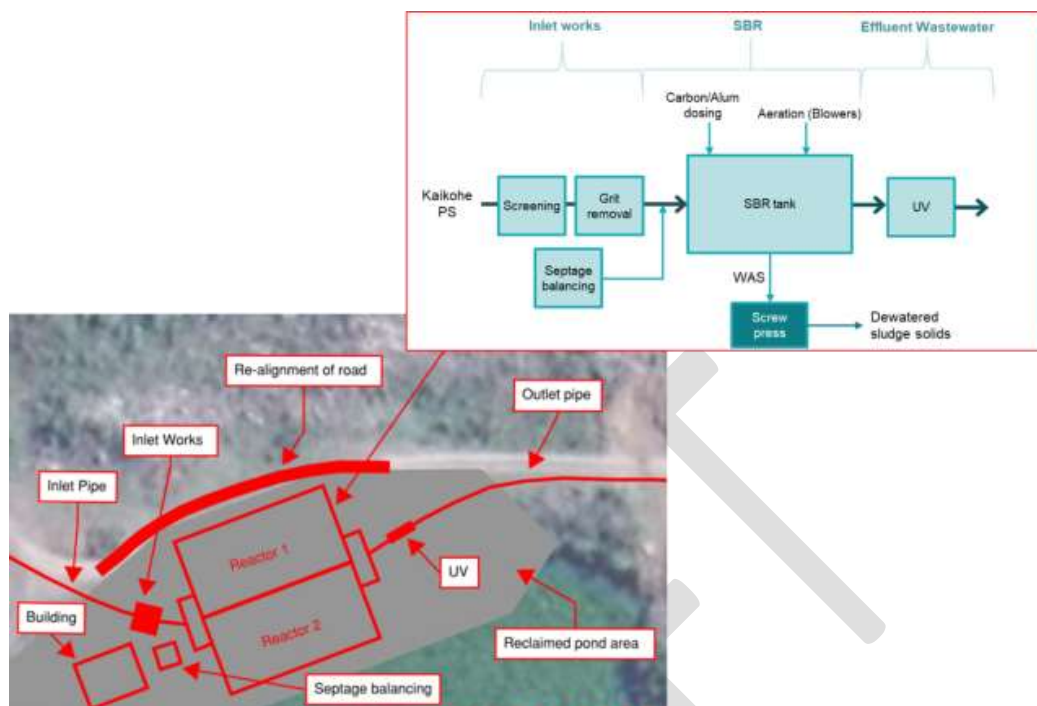 Inlet works
SBR
Effluent Wastewater
Carbon/Alum
dosing
Aeration (Blowers)
Kaikohe
PS
Screening
Grit
removal
SBR tank
UV
Septage
balancing
WAS
Screw
press
Dewatered
sludge solids
Re-alignment of road
Outlet pipe
Inlet Works
Inlet Pipe
Reactor 1
UV
Building
Reactor 2
Reclaimed pond area
Septage balancing